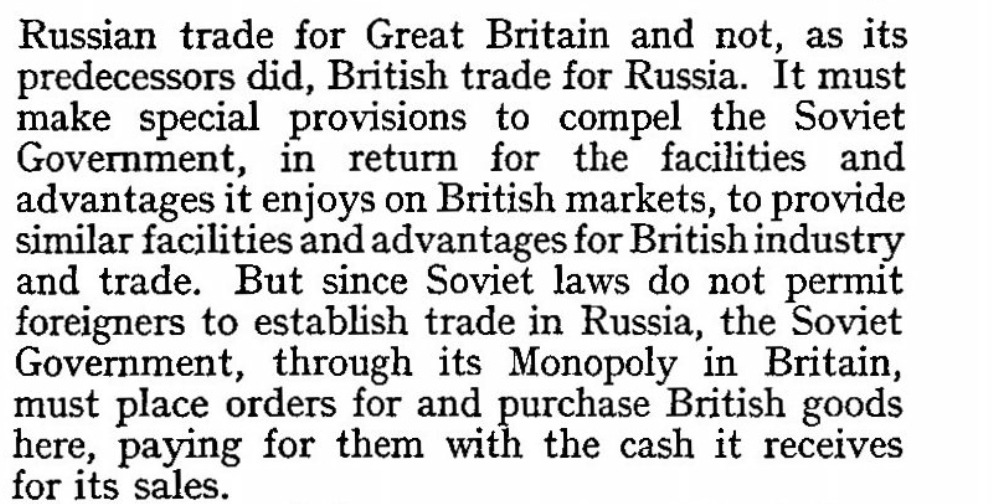 Russian trade for Great Britain and not, as its
predecessors did, British trade for Russia. It must
make special provisions to compel the Soviet
Government, in return for the facilities and
advantages it enjoys on British markets, to provide
similar facilities and advantages for British industry
and trade. But since Soviet laws do not permit
foreigners to establish trade in Russia, the Soviet
Government, through its Monopoly in Britain,
must place orders for and purchase British goods
here, paying for them with the cash it receives
for its sales.